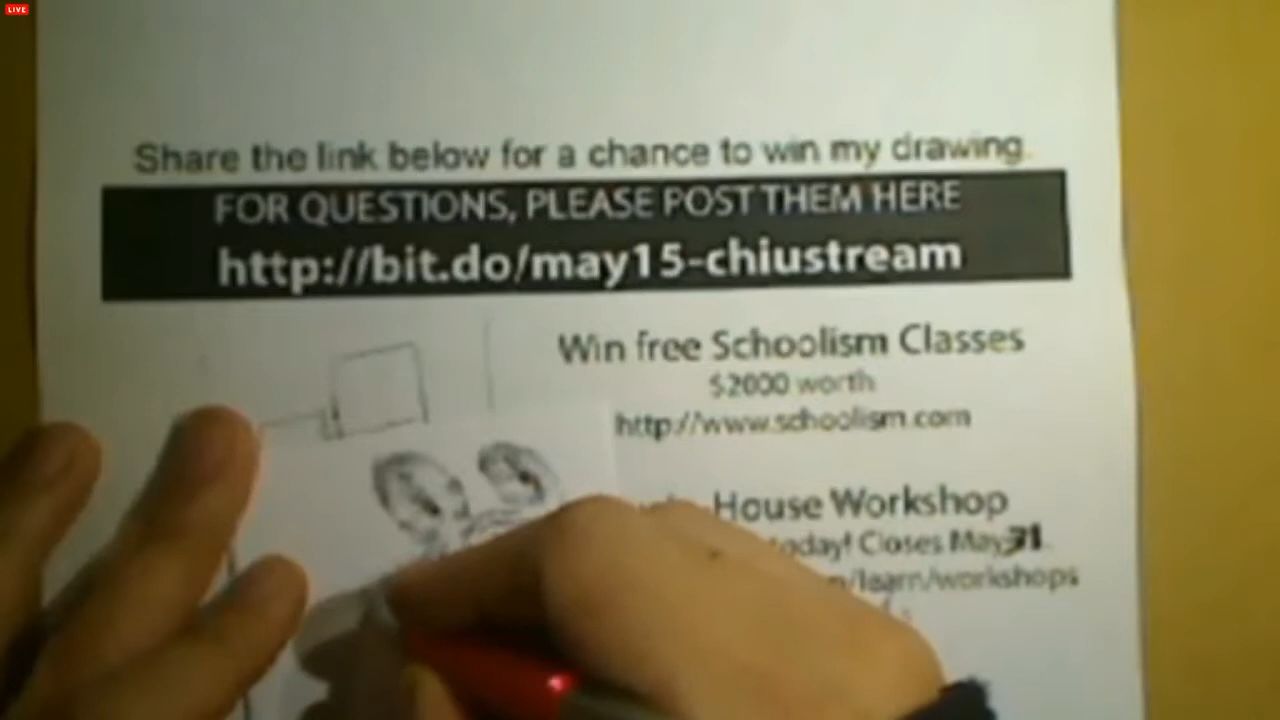 LIVE
Share the link below for a chance to win my drawing.
FOR QUESTIONS, PLEASE POST THEM HERE
http://bit.do/may15-chiustream
Win free Schoolism Classes
$2000 worth
http://www.schoolism.com
House Workshop
today! Closes May 31
/learn/workshops